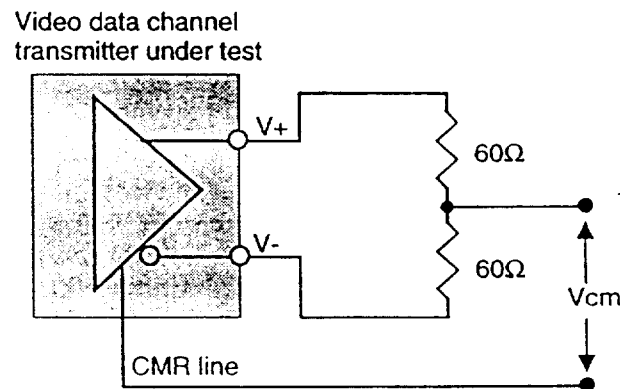 Video data channel
transmitter under test
V+
60Ω
V-
60Ω
Vcm
CMR line